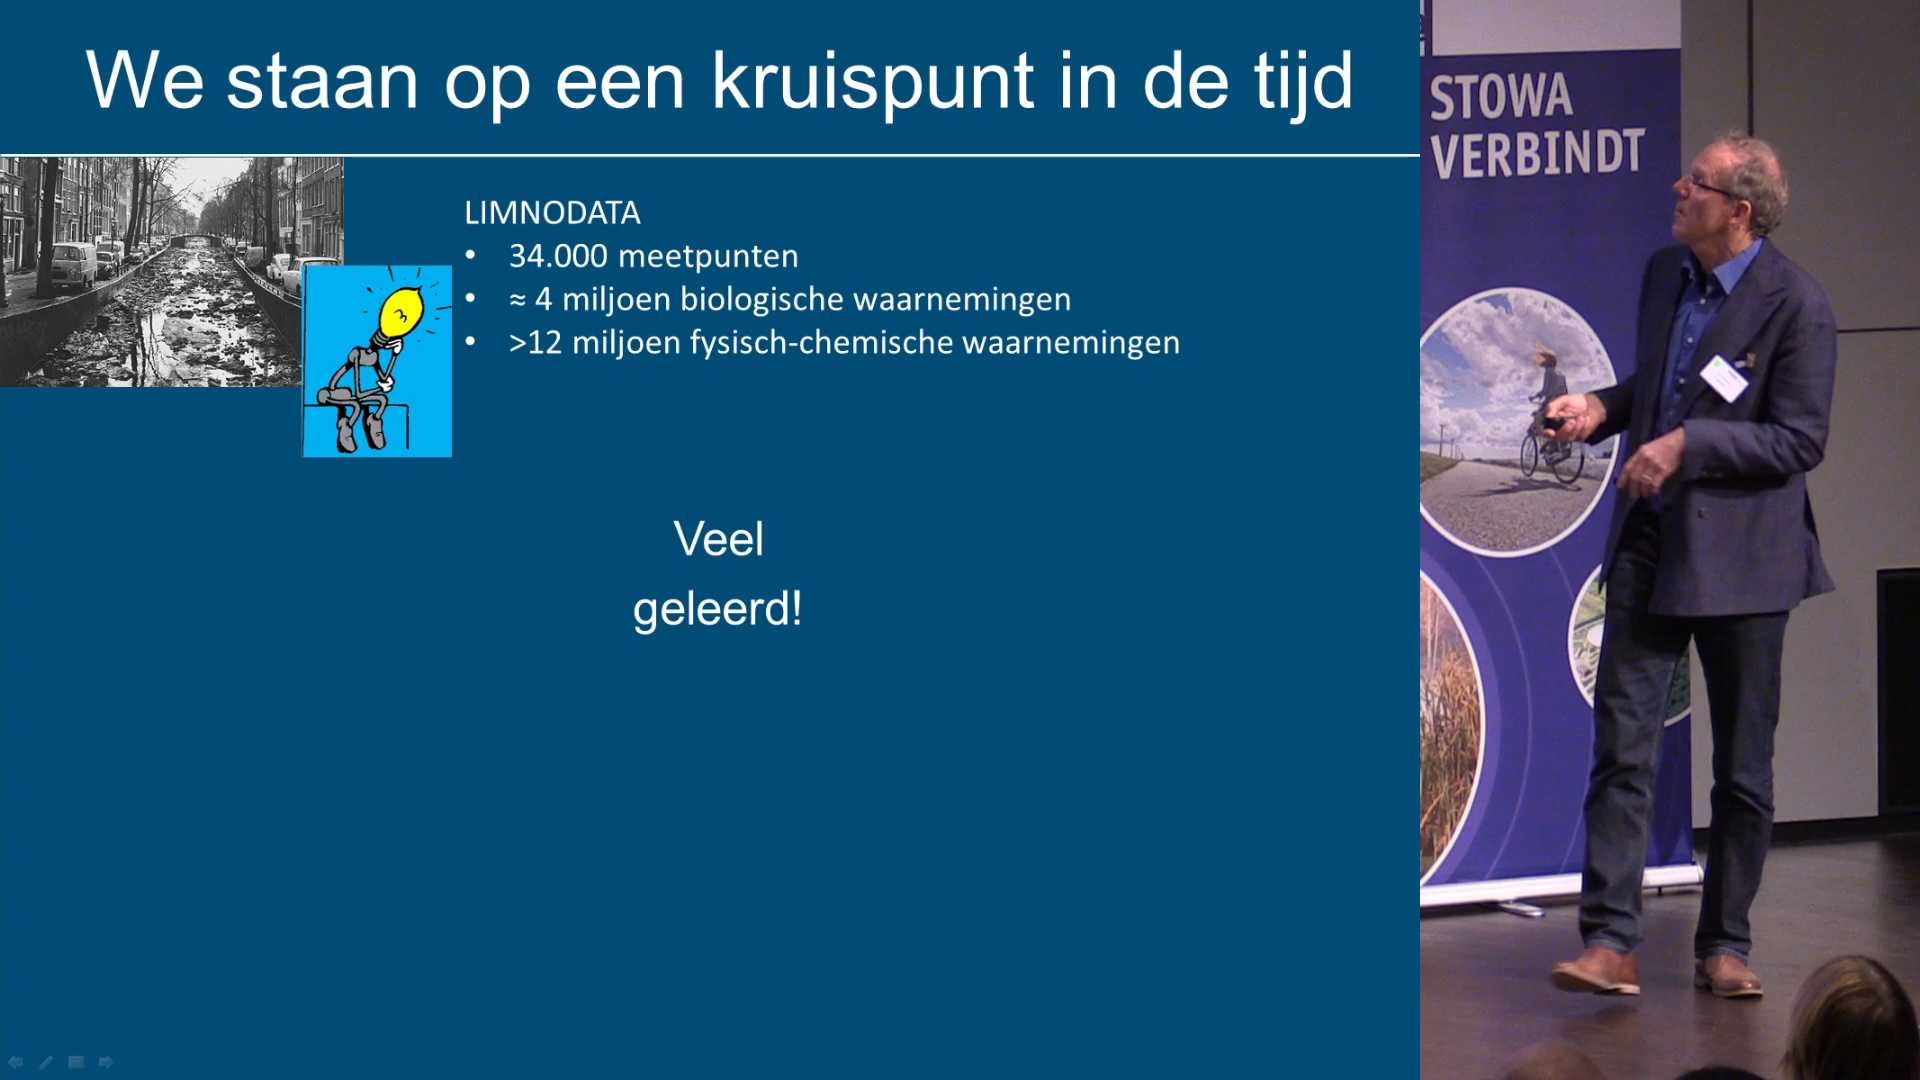 We staan op een kruispunt in de tijd
LIMNODATA
• 34.000 meetpunten
• ≈ 4 miljoen biologische waarnemingen
• >12 miljoen fysisch-chemische waarnemingen
Veel
geleerd!
STOWA
VERBINDT